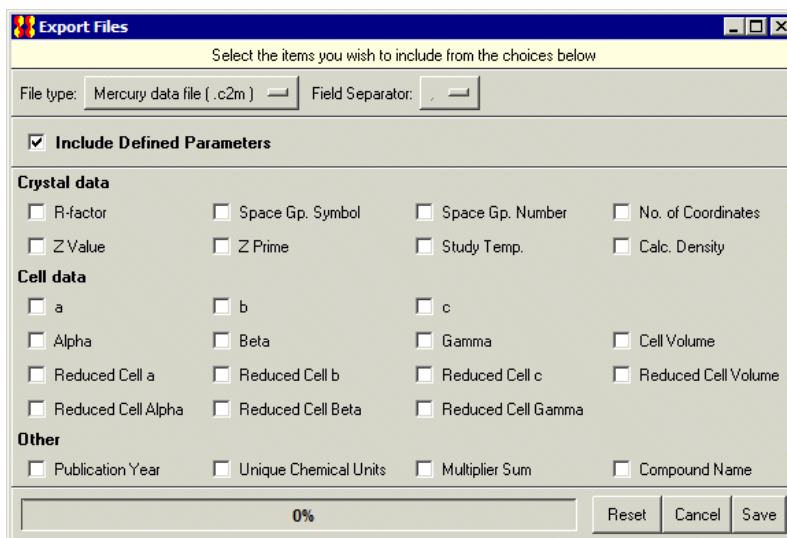 Export Files
Select the items you wish to include from the choices below
File type: Mercury data file ( .c2m ) Field Separator: ,
Include Defined Parameters
Crystal data
R-factor Space Gp. Symbol Space Gp. Number No. of Coordinates
Z Value Z Prime Study Temp. Calc. Density
Cell data
a b c
Alpha Beta Gamma Cell Volume
Reduced Cell a Reduced Cell b Reduced Cell c Reduced Cell Volume
Reduced Cell Alpha Reduced Cell Beta Reduced Cell Gamma
Other
Publication Year Unique Chemical Units Multiplier Sum Compound Name
0% Reset Cancel Save